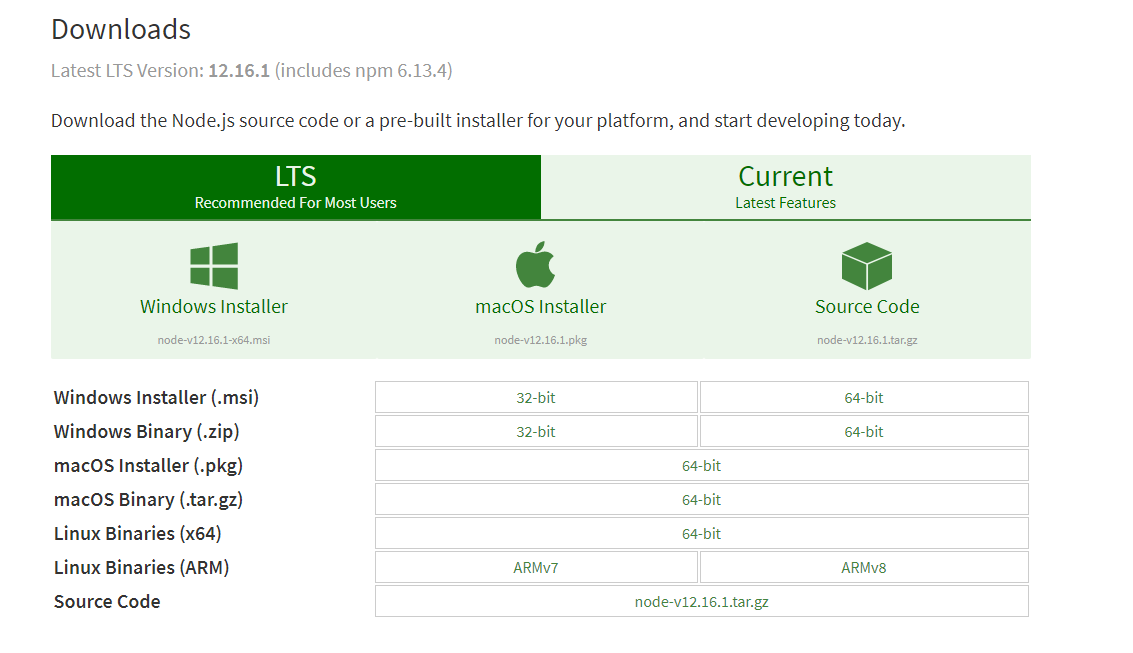 Downloads
Latest LTS Version: 12.16.1 (includes npm 6.13.4)
Download the Node.js source code or a pre-built installer for your platform, and start developing today.
LTS
Recommended For Most Users
Current
Latest Features
Windows Installer
node-v12.16.1-x64.msi
macOS Installer
node-v12.16.1.pkg
Source Code
node-v12.16.1.tar.gz
Windows Installer (.msi) 32-bit 64-bit
Windows Binary (.zip) 32-bit 64-bit
macOS Installer (.pkg) 64-bit
macOS Binary (.tar.gz) 64-bit
Linux Binaries (x64) 64-bit
Linux Binaries (ARM) ARMv7 ARMv8
Source Code node-v12.16.1.tar.gz